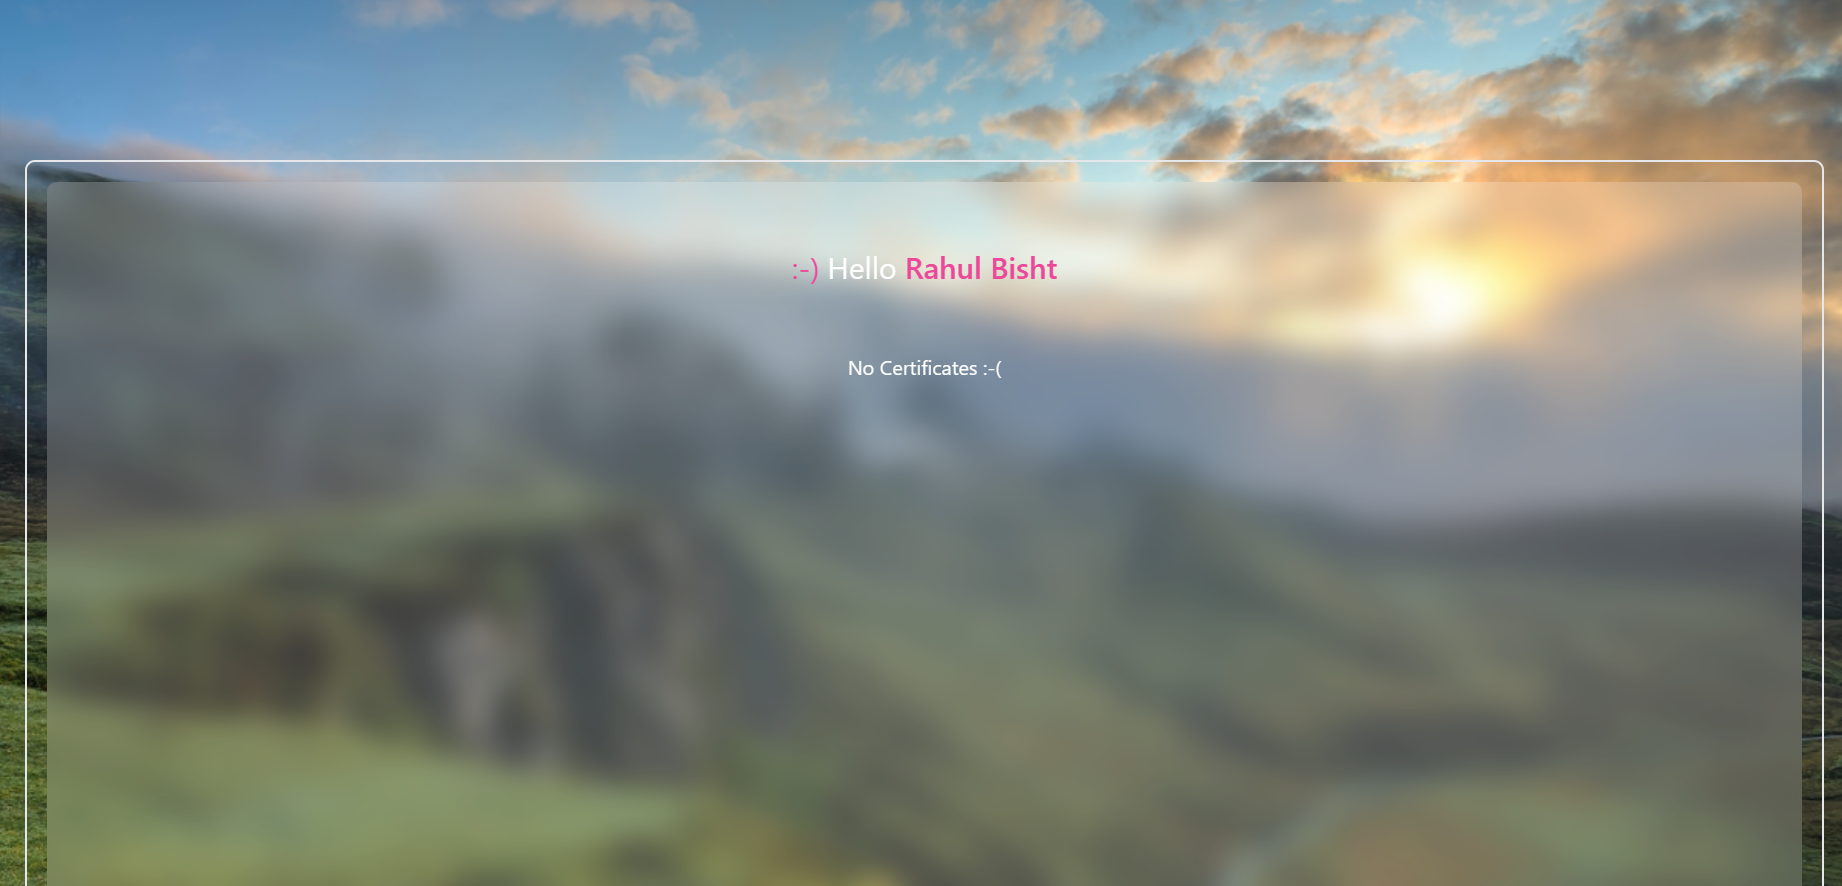 :-) Hello Rahul Bisht
No Certificates :-(